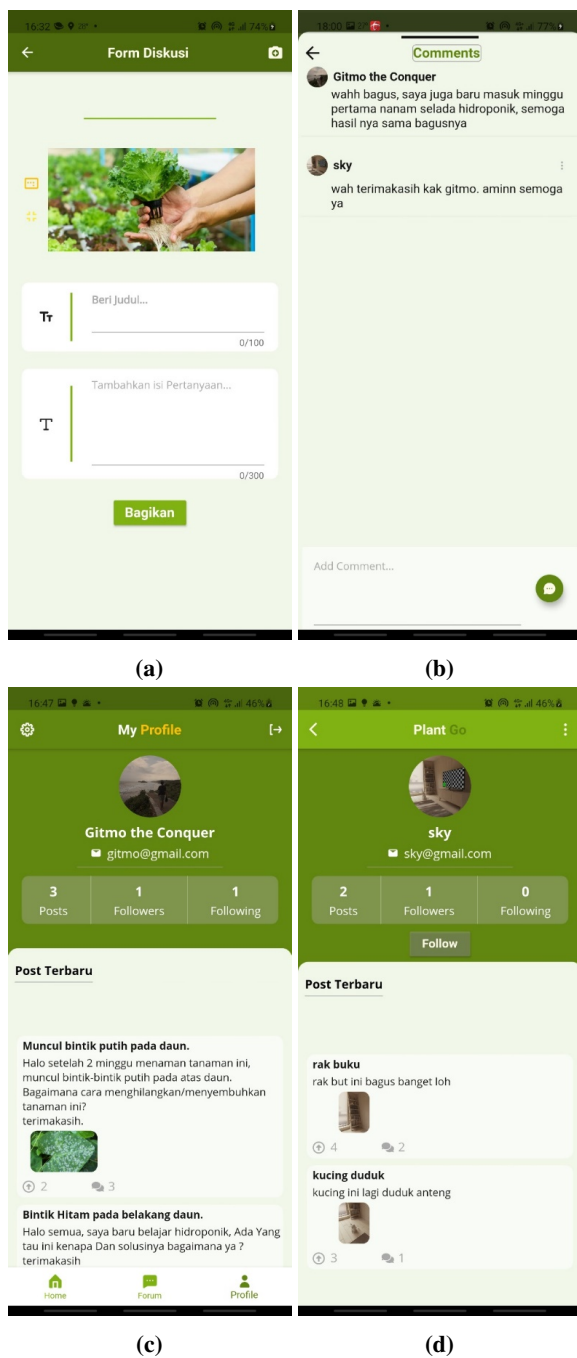 16:32 28° 74%
Form Diskusi
Beri Judul...
0/100
Tambahkan isi Pertanyaan...
0/300
Bagikan
(a)
18:00 27° 77%
Comments
Gitmo the Conquer
wahh bagus, saya juga baru masuk minggu
pertama nanam selada hidroponik, semoga
hasil nya sama bagusnya
sky
wah terimakasih kak gitmo. aminn semoga
ya
Add Comment...
(b)
16:47 46%
My Profile
Gitmo the Conquer
gitmo@gmail.com
3 1 1
Posts Followers Following
Post Terbaru
Muncul bintik putih pada daun.
Halo setelah 2 minggu menaman tanaman ini,
muncul bintik-bintik putih pada atas daun.
Bagaimana cara menghilangkan/menyembuhkan
tanaman ini?
terimakasih.
2 3
Bintik Hitam pada belakang daun.
Halo semua, saya baru belajar hidroponik, Ada Yang
tau ini kenapa Dan solusinya bagaimana ya ?
terimakasih
Home Forum Profile
(c)
16:48 46%
Plant Go
sky
sky@gmail.com
2 1 0
Posts Followers Following
Follow
Post Terbaru
rak buku
rak but ini bagus banget loh
4 2
kucing duduk
kucing ini lagi duduk anteng
3 1
(d)